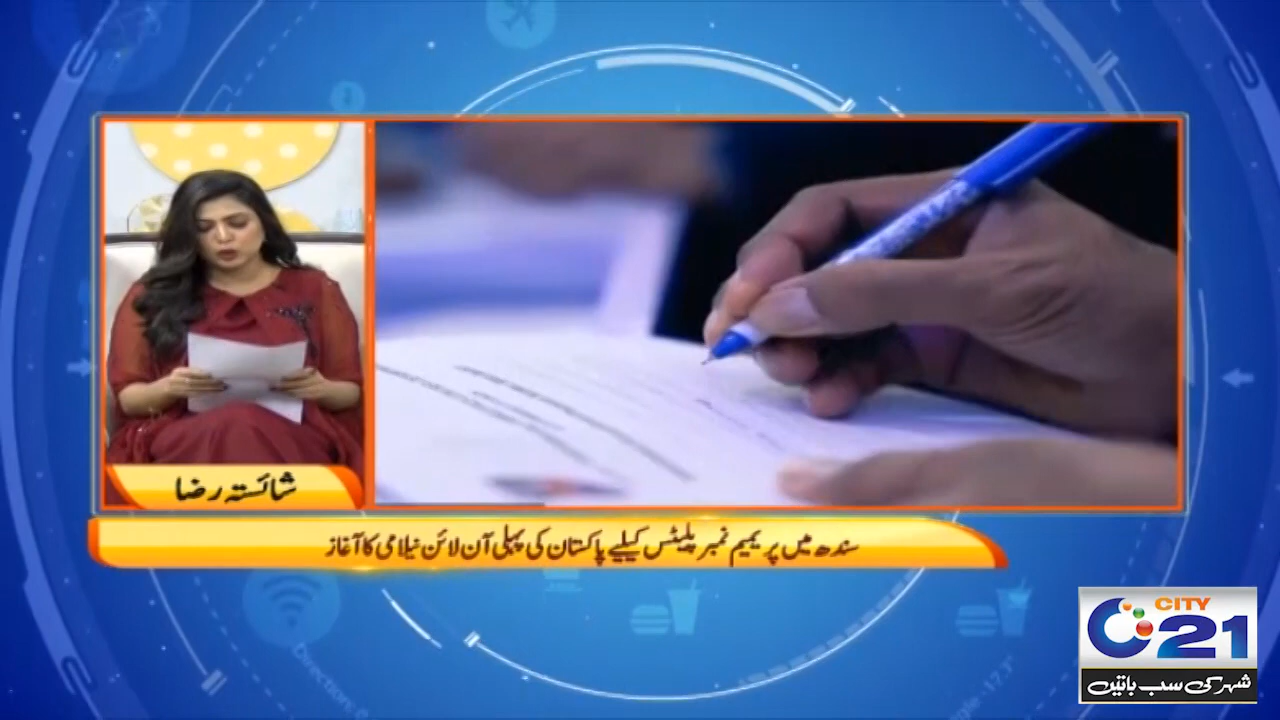 شائستہ رضا
سندھ میں پریمیم نمبر پلیٹس کیلیے پاکستان کی پہلی آن لائن نیلامی کا آغاز
CITY
21
شہر کی سب باتیں